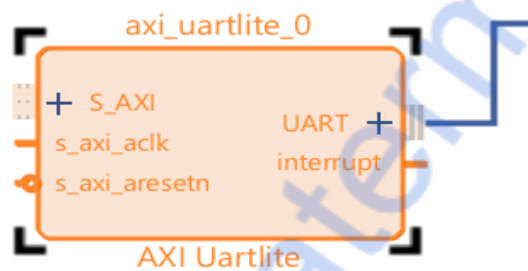 axi_uartlite_0
S_AXI
s_axi_aclk
s_axi_aresetn
UART
interrupt
AXI Uartlite